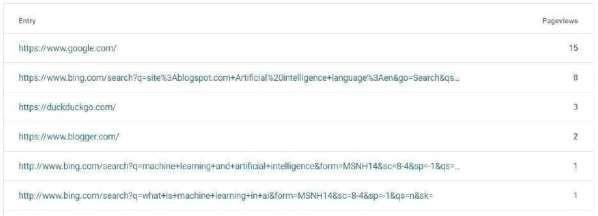 Entry Pageviews
https://www.google.com/ 15
https://www.bing.com/search?q=site%3Ablogspot.com+Artificial%20intelligence+language%3Aen&go=Search&qs... 8
https://duckduckgo.com/ 3
https://www.blogger.com/ 2
http://www.bing.com/search?q=machine+learning+and+artificial+intelligence&form=MSNH14&sc=8-4&sp=-1&qs=... 1
http://www.bing.com/search?q=what+is+machine+learning+in+ai&form=MSNH14&sc=8-4&sp=-1&qs=n&sk= 1